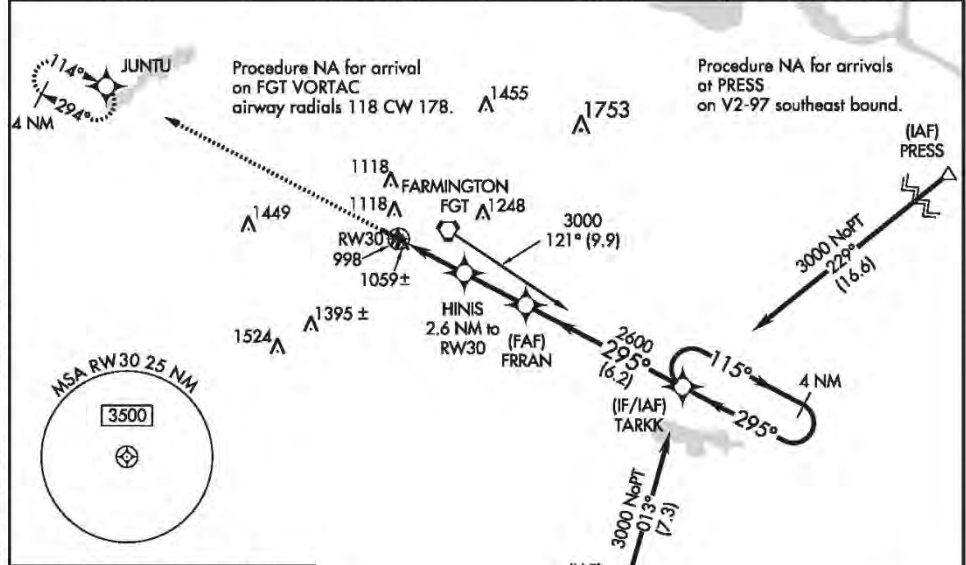 114°
JUNTU
294°
4 NM
Procedure NA for arrival
on FGT VORTAC
airway radials 118 CW 178.
1455
1753
Procedure NA for arrivals
at PRESS
on V2-97 southeast bound.
(IAF)
PRESS
1118
FARMINGTON
FGT
1118
1248
1449
3000
121° (9.9)
RW30
998
1059±
3000 NoPT
229°
(16.6)
HINIS
2.6 NM to
RW30
(FAF)
FRRAN
1395 ±
1524
2600
295°
(6.2)
115°
4 NM
295°
(IF/IAF)
TARKK
MSA RW30 25 NM
3500
3000 NoPT
013°
(7.3)